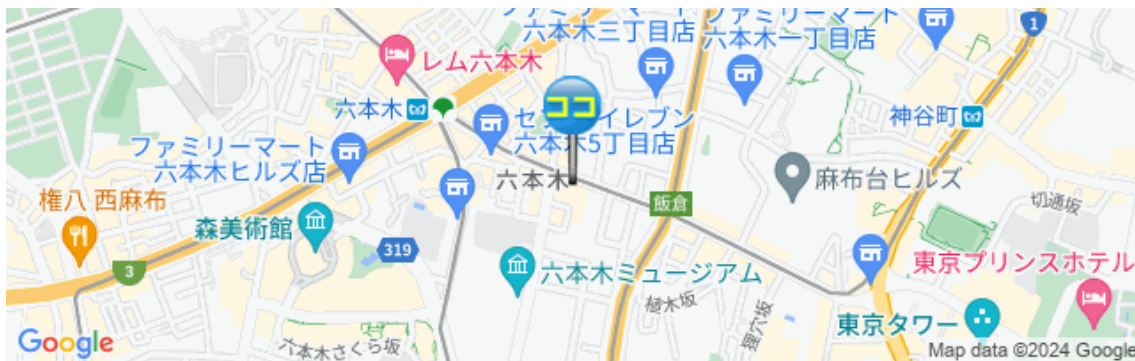 ファミリーマート
六本木三丁目店
ファミリーマート
六本木一丁目店
1
レム六本木
ココ
六本木
セブンイレブン
六本木5丁目店
神谷町
ファミリーマート
六本木ヒルズ店
六本木
麻布台ヒルズ
権八 西麻布
飯倉
切通坂
森美術館
319
3
六本木ミュージアム
東京プリンスホテル
植木坂
狸穴坂
東京タワー
Google
六本木さくら坂
Map data ©2024 Google